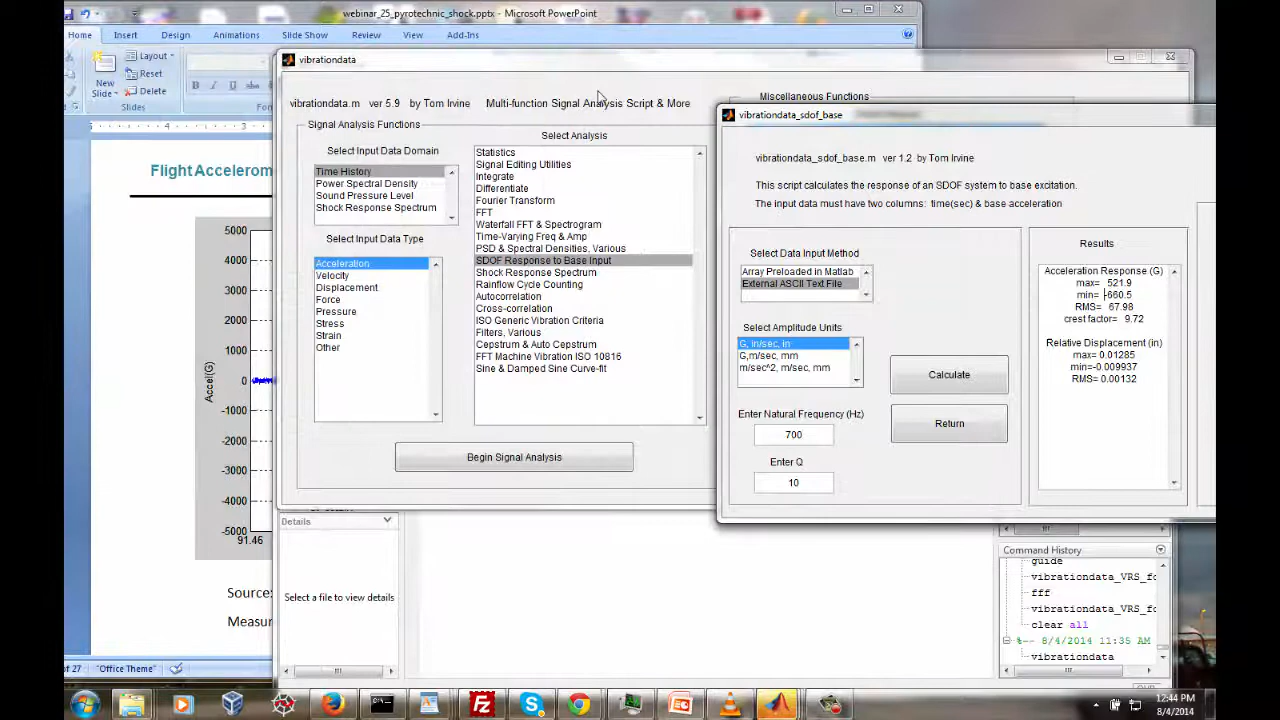 webinar_25_pyrotechnic_shock.pptx - Microsoft PowerPoint
Home
Insert
Design
Animations
Slide Show
Review
View
Add-Ins
New
Slide
Layout
Reset
Delete
Slides
B I U
Flight Accelerom
5000
4000
3000
2000
1000
0
-1000
-2000
-3000
-4000
-5000
91.46
Accel(G)
Source:
Measur
of 27
"Office Theme"
vibrationdata
vibrationdata.m ver 5.9 by Tom Irvine
Multi-function Signal Analysis Script & More
Signal Analysis Functions
Select Input Data Domain
Time History
Power Spectral Density
Sound Pressure Level
Shock Response Spectrum
Select Input Data Type
Acceleration
Velocity
Displacement
Force
Pressure
Stress
Strain
Other
Select Analysis
Statistics
Signal Editing Utilities
Integrate
Differentiate
Fourier Transform
FFT
Waterfall FFT & Spectrogram
Time-Varying Freq & Amp
PSD & Spectral Densities, Various
SDOF Response to Base Input
Shock Response Spectrum
Rainflow Cycle Counting
Autocorrelation
Cross-correlation
ISO Generic Vibration Criteria
Filters, Various
Cepstrum & Auto Cepstrum
FFT Machine Vibration ISO 10816
Sine & Damped Sine Curve-fit
Begin Signal Analysis
Miscellaneous Functions
vibrationdata_sdof_base
vibrationdata_sdof_base.m ver 1.2 by Tom Irvine
This script calculates the response of an SDOF system to base excitation.
The input data must have two columns: time(sec) & base acceleration
Select Data Input Method
Array Preloaded in Matlab
External ASCII Text File
Select Amplitude Units
G, in/sec, in
G,m/sec, mm
m/sec^2, m/sec, mm
Enter Natural Frequency (Hz)
700
Enter Q
10
Calculate
Return
Results
Acceleration Response (G)
max= 521.9
min= -660.5
RMS= 67.98
crest factor= 9.72
Relative Displacement (in)
max= 0.01285
min=-0.009937
RMS= 0.00132
Details
Select a file to view details
Command History
guide
vibrationdata_VRS_fo
fff
vibrationdata_VRS_fo
clear all
%-- 8/4/2014 11:35 AM
vibrationdata
12:44 PM
8/4/2014